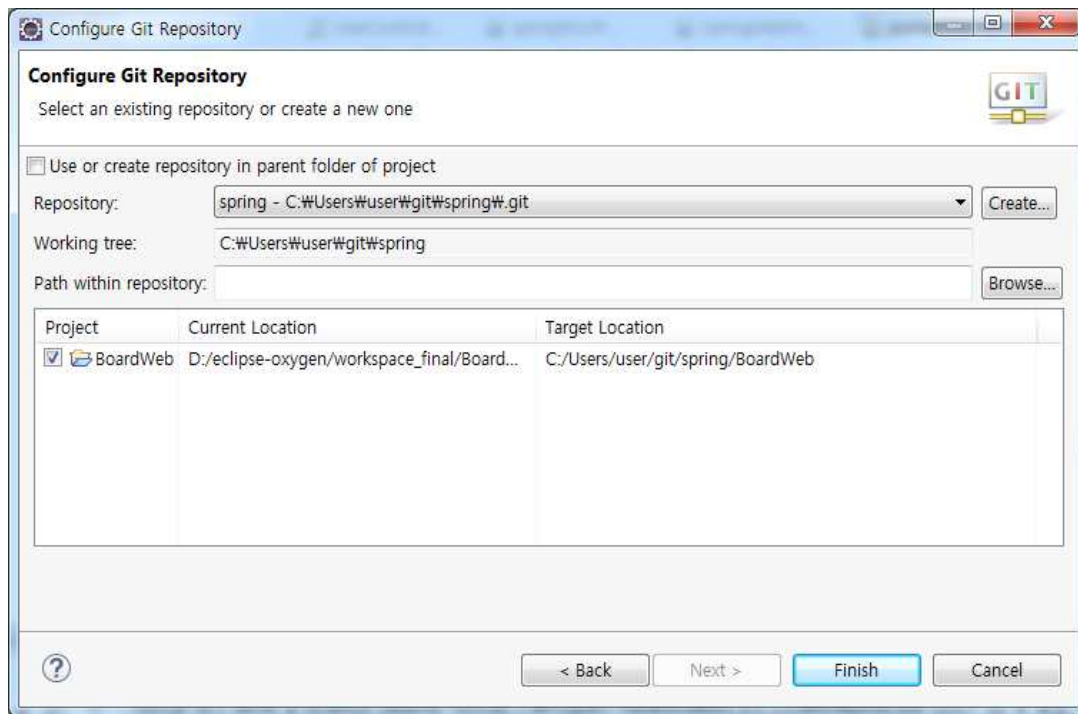 Configure Git Repository
Configure Git Repository
Select an existing repository or create a new one
GIT
Use or create repository in parent folder of project
Repository: spring - C:₩Users₩user₩git₩spring₩.git Create...
Working tree: C:₩Users₩user₩git₩spring
Path within repository: Browse...
Project Current Location Target Location
BoardWeb D:/eclipse-oxygen/workspace_final/Board... C:/Users/user/git/spring/BoardWeb
? < Back Next > Finish Cancel